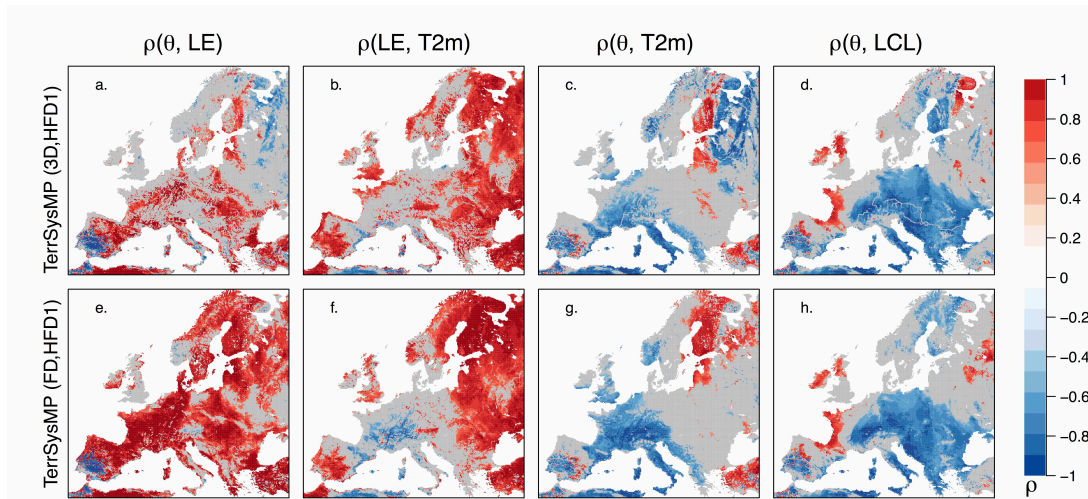 ρ(θ, LE) ρ(LE, T2m) ρ(θ, T2m) ρ(θ, LCL)
TerrSysMP (3D,HFD1)
a. b. c. d.
TerrSysMP (FD,HFD1)
e. f. g. h.
1
0.8
0.6
0.4
0.2
0
−0.2
−0.4
−0.6
−0.8
−1
ρ